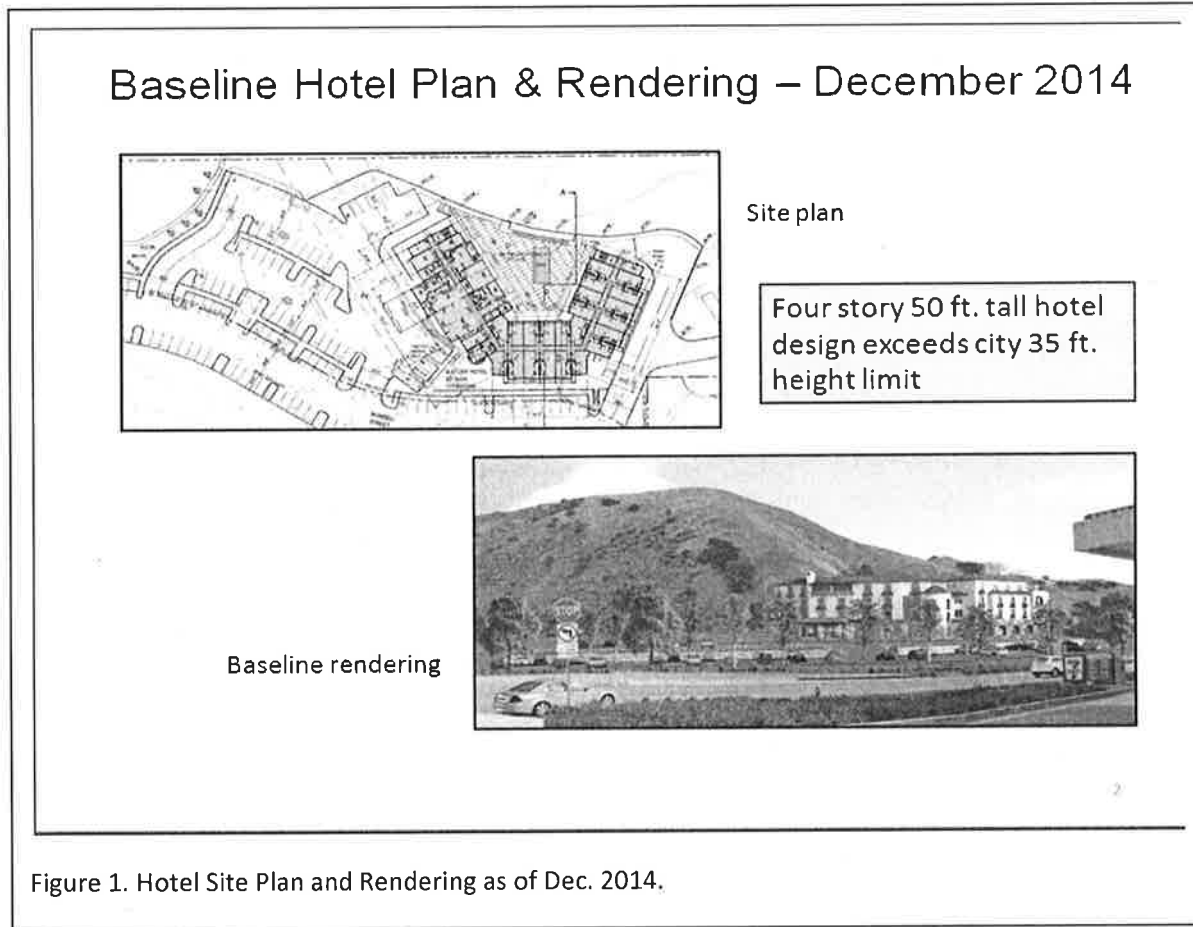 Baseline Hotel Plan & Rendering – December 2014
Site plan
Four story 50 ft. tall hotel
design exceeds city 35 ft.
height limit
Baseline rendering
2
Figure 1. Hotel Site Plan and Rendering as of Dec. 2014.